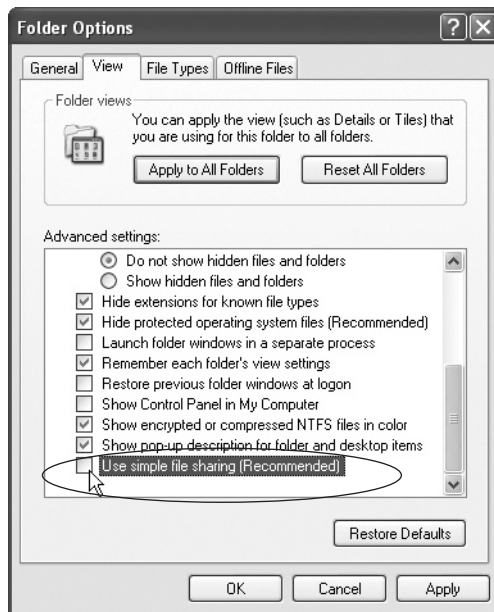 Folder Options
General View File Types Offline Files
Folder views
You can apply the view (such as Details or Tiles) that
you are using for this folder to all folders.
Apply to All Folders Reset All Folders
Advanced settings:
Do not show hidden files and folders
Show hidden files and folders
Hide extensions for known file types
Hide protected operating system files (Recommended)
Launch folder windows in a separate process
Remember each folder's view settings
Restore previous folder windows at logon
Show Control Panel in My Computer
Show encrypted or compressed NTFS files in color
Show pop-up description for folder and desktop items
Use simple file sharing (Recommended)
Restore Defaults
OK Cancel Apply